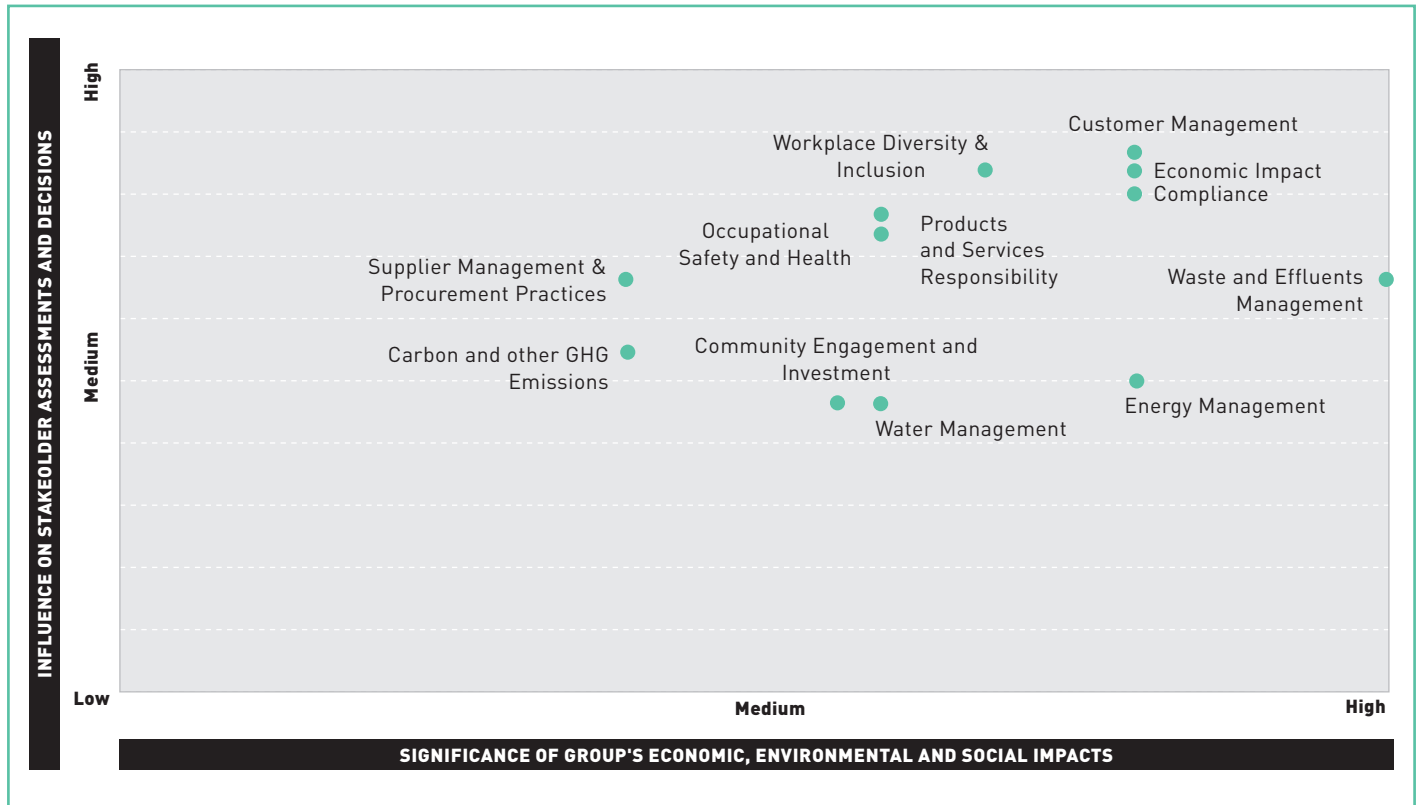 High
Customer Management
Workplace Diversity &
Inclusion
Economic Impact
Compliance
Occupational
Safety and Health
Products
and Services
Responsibility
Supplier Management &
Procurement Practices
Waste and Effluents
Management
INFLUENCE ON STAKEHOLDER ASSESSMENTS AND DECISIONS
Medium
Carbon and other GHG
Emissions
Community Engagement and
Investment
Energy Management
Water Management
Low
Medium
High
SIGNIFICANCE OF GROUP'S ECONOMIC, ENVIRONMENTAL AND SOCIAL IMPACTS